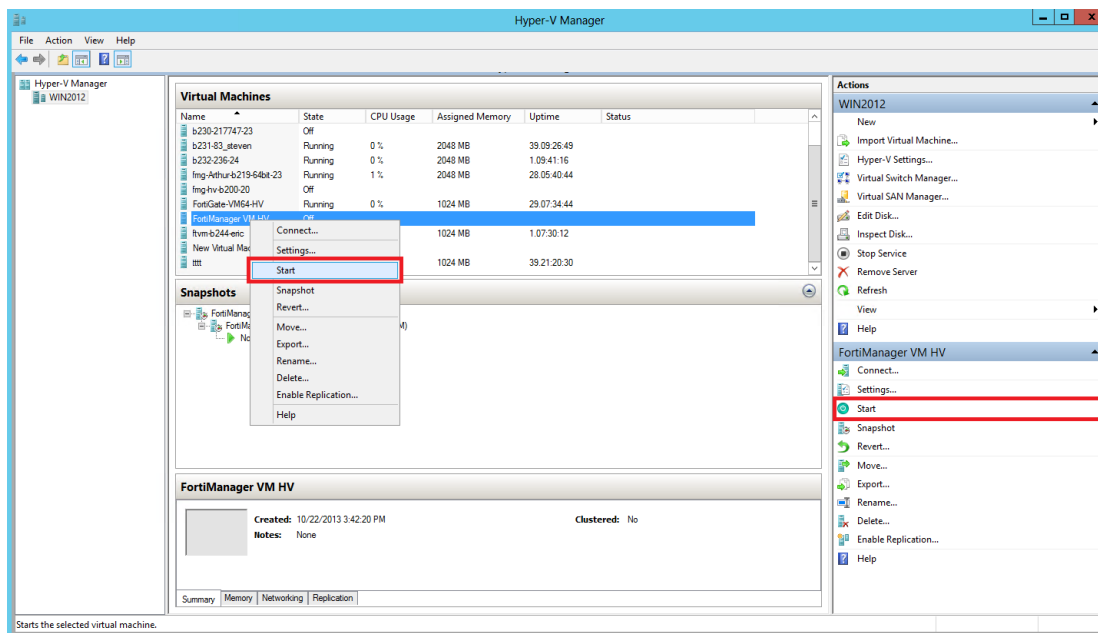 Hyper-V Manager
File Action View Help
Hyper-V Manager
WIN2012
Virtual Machines
Name State CPU Usage Assigned Memory Uptime Status
b230-217747-23 Off
b231-83_steven Running 0 % 2048 MB 39.09:26:49
b232-236-24 Running 0 % 2048 MB 1.09:41:16
fmg-Arthur-b219-64bit-23 Running 1 % 2048 MB 28.05:40:44
fmg-hv-b200-20 Off
FortiGate-VM64-HV Running 0 % 1024 MB 29.07:34:44
FortiManager VM HV Off
ftvm-b244-eric 1024 MB 1.07:30:12
New Virtual Mac
tttt 1024 MB 39.21:20:30
Connect...
Settings...
Start
Snapshot
Revert...
Move...
Export...
Rename...
Delete...
Enable Replication...
Help
Snapshots
FortiManag
FortiMa
No
Actions
WIN2012
New
Import Virtual Machine...
Hyper-V Settings...
Virtual Switch Manager...
Virtual SAN Manager...
Edit Disk...
Inspect Disk...
Stop Service
Remove Server
Refresh
View
Help
FortiManager VM HV
Connect...
Settings...
Start
Snapshot
Revert...
Move...
Export...
Rename...
Delete...
Enable Replication...
Help
FortiManager VM HV
Created: 10/22/2013 3:42:20 PM Clustered: No
Notes: None
Summary Memory Networking Replication
Starts the selected virtual machine.